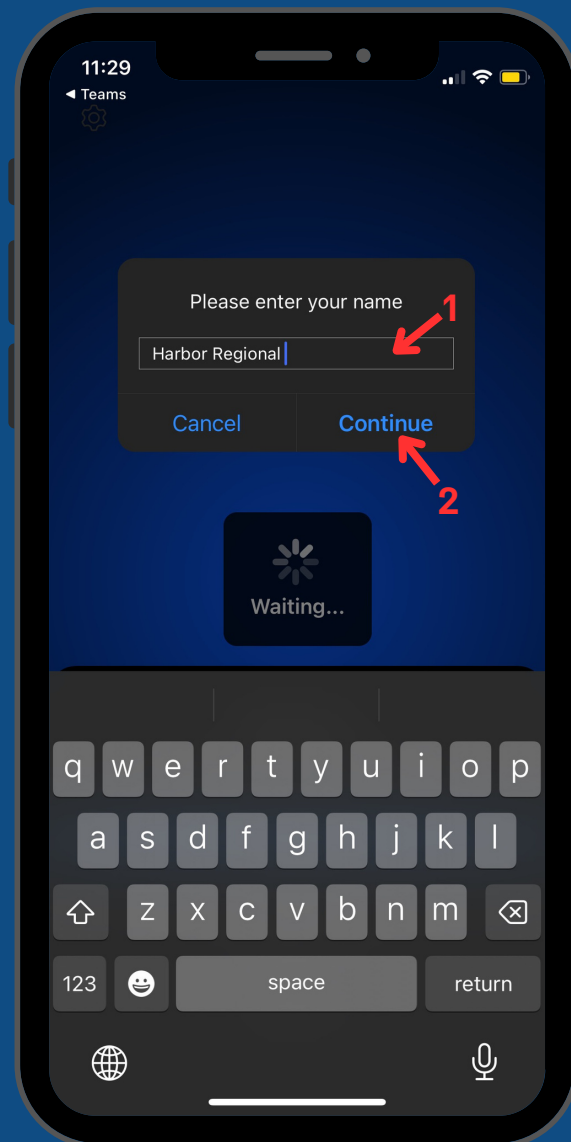 11:29
◀ Teams
Please enter your name
1
Harbor Regional
Cancel
Continue
2
Waiting...
q w e r t y u i o p
a s d f g h j k l
z x c v b n m
123 space return